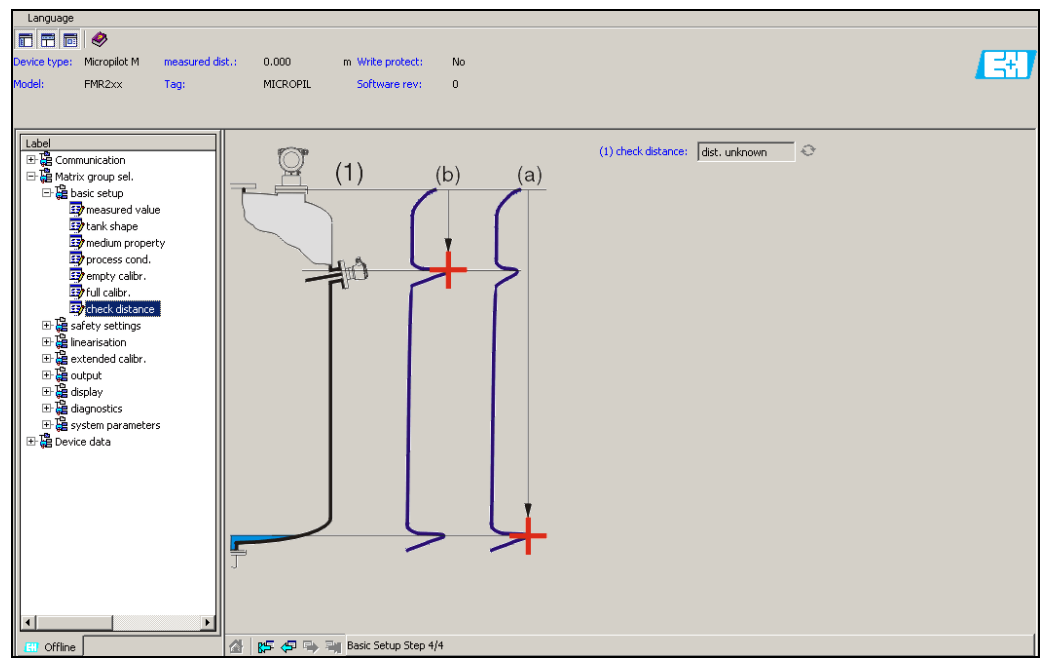 Language
Device type: Micropilot M measured dist.: 0.000 m Write protect: No
Model: FMR2xx Tag: MICROPIL Software rev: 0
E+H
Label
Communication
Matrix group sel.
basic setup
measured value
tank shape
medium property
process cond.
empty calibr.
full calibr.
check distance
safety settings
linearisation
extended calibr.
output
display
diagnostics
system parameters
Device data
(1) (b) (a)
(1) check distance: dist. unknown
Offline
Basic Setup Step 4/4